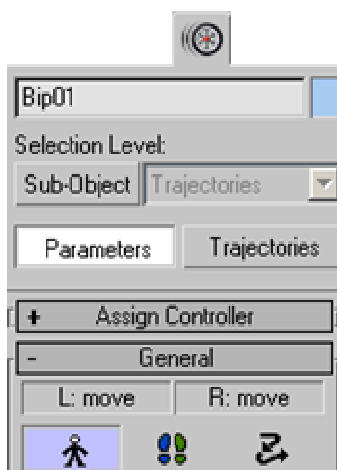 Bip01
Selection Level:
Sub-Object Trajectories
Parameters Trajectories
+ Assign Controller
- General
L: move R: move